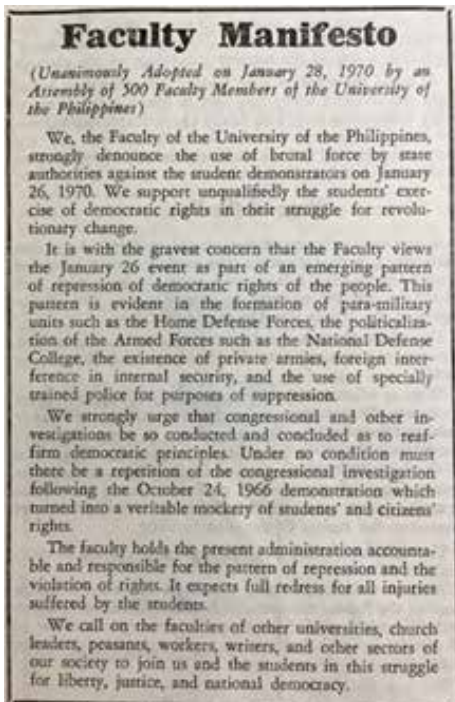 Faculty Manifesto
(Unanimously Adopted on January 28, 1970 by an
Assembly of 500 Faculty Members of the University of
the Philippines)
We, the Faculty of the University of the Philippines,
strongly denounce the use of brutal force by state
authorities against the student demonstrators on January
26, 1970. We support unqualifiedly the students' exer-
cise of democratic rights in their struggle for revolu-
tionary change.
It is with the gravest concern that the Faculty views
the January 26 event as part of an emerging pattern
of repression of democratic rights of the people. This
pattern is evident in the formation of para-military
units such as the Home Defense Forces, the politicaliza-
tion of the Armed Forces such as the National Defense
College, the existence of private armies, foreign inter-
ference in internal security, and the use of specially
trained police for purposes of suppression.
We strongly urge that congressional and other in-
vestigations be so conducted and concluded as to reaf-
firm democratic principles. Under no condition must
there be a repetition of the congressional investigation
following the October 24, 1966 demonstration which
turned into a veritable mockery of students' and citizens'
rights.
The faculty holds the present administration accounta-
ble and responsible for the pattern of repression and the
violation of rights. It expects full redress for all injuries
suffered by the students.
We call on the faculties of other universities, church
leaders, peasants, workers, writers, and other sectors of
our society to join us and the students in this struggle
for liberty, justice, and national democracy.